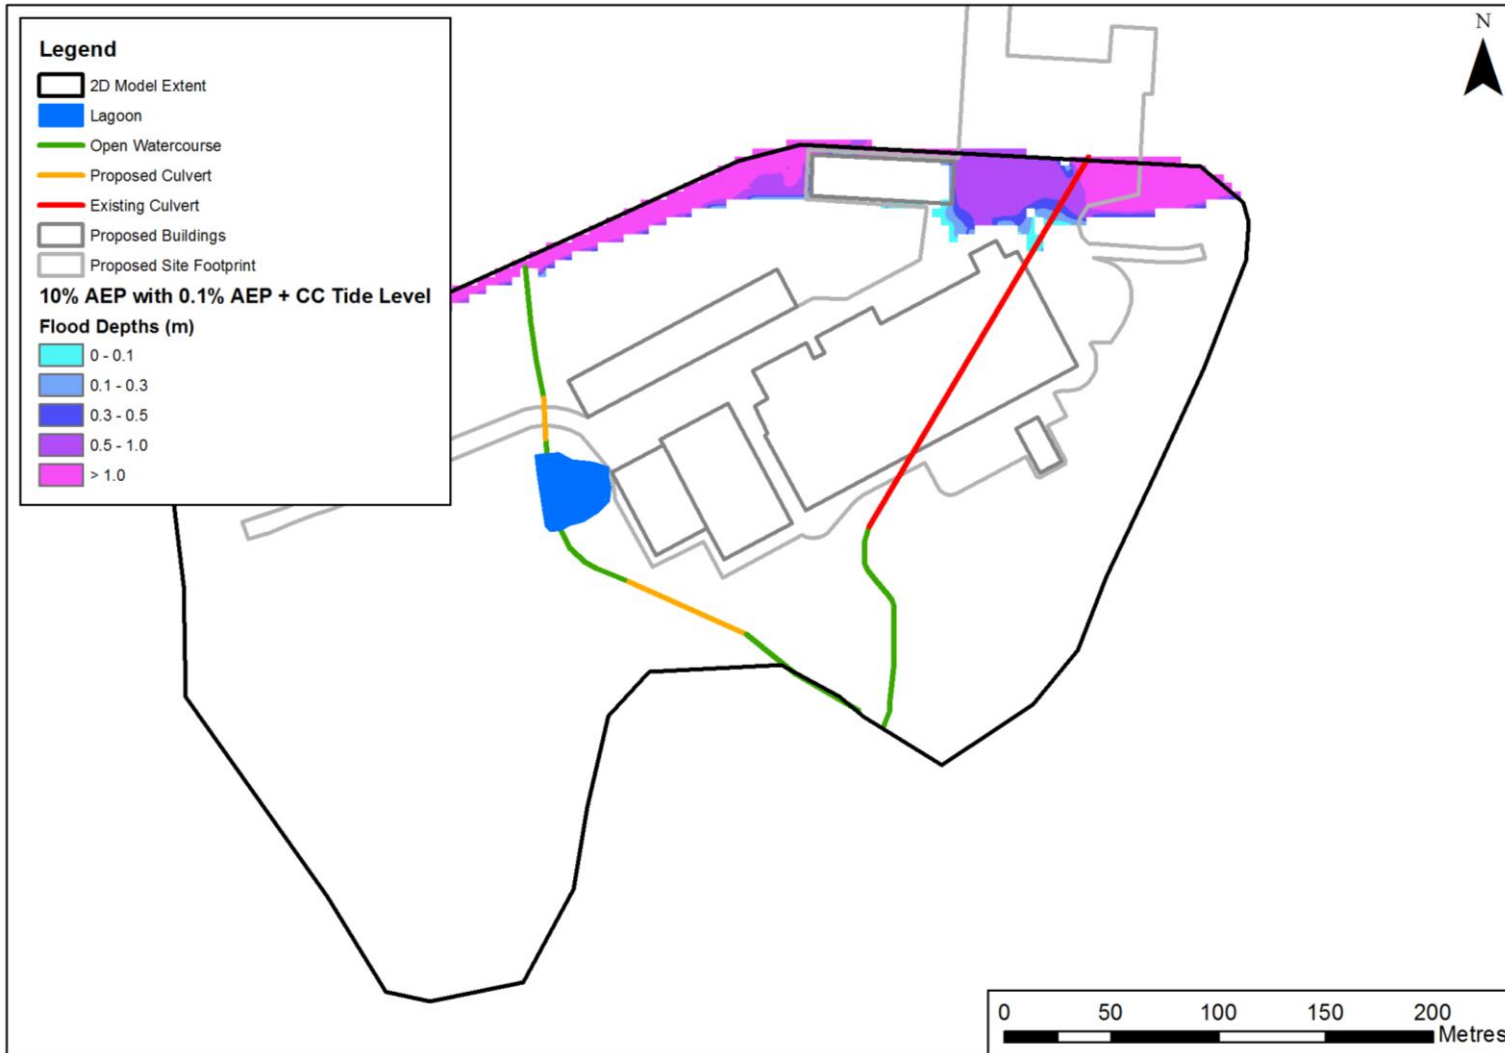 N
Legend
2D Model Extent
Lagoon
Open Watercourse
Proposed Culvert
Existing Culvert
Proposed Buildings
Proposed Site Footprint
10% AEP with 0.1% AEP + CC Tide Level
Flood Depths (m)
0 - 0.1
0.1 - 0.3
0.3 - 0.5
0.5 - 1.0
> 1.0
0 50 100 150 200
Metres